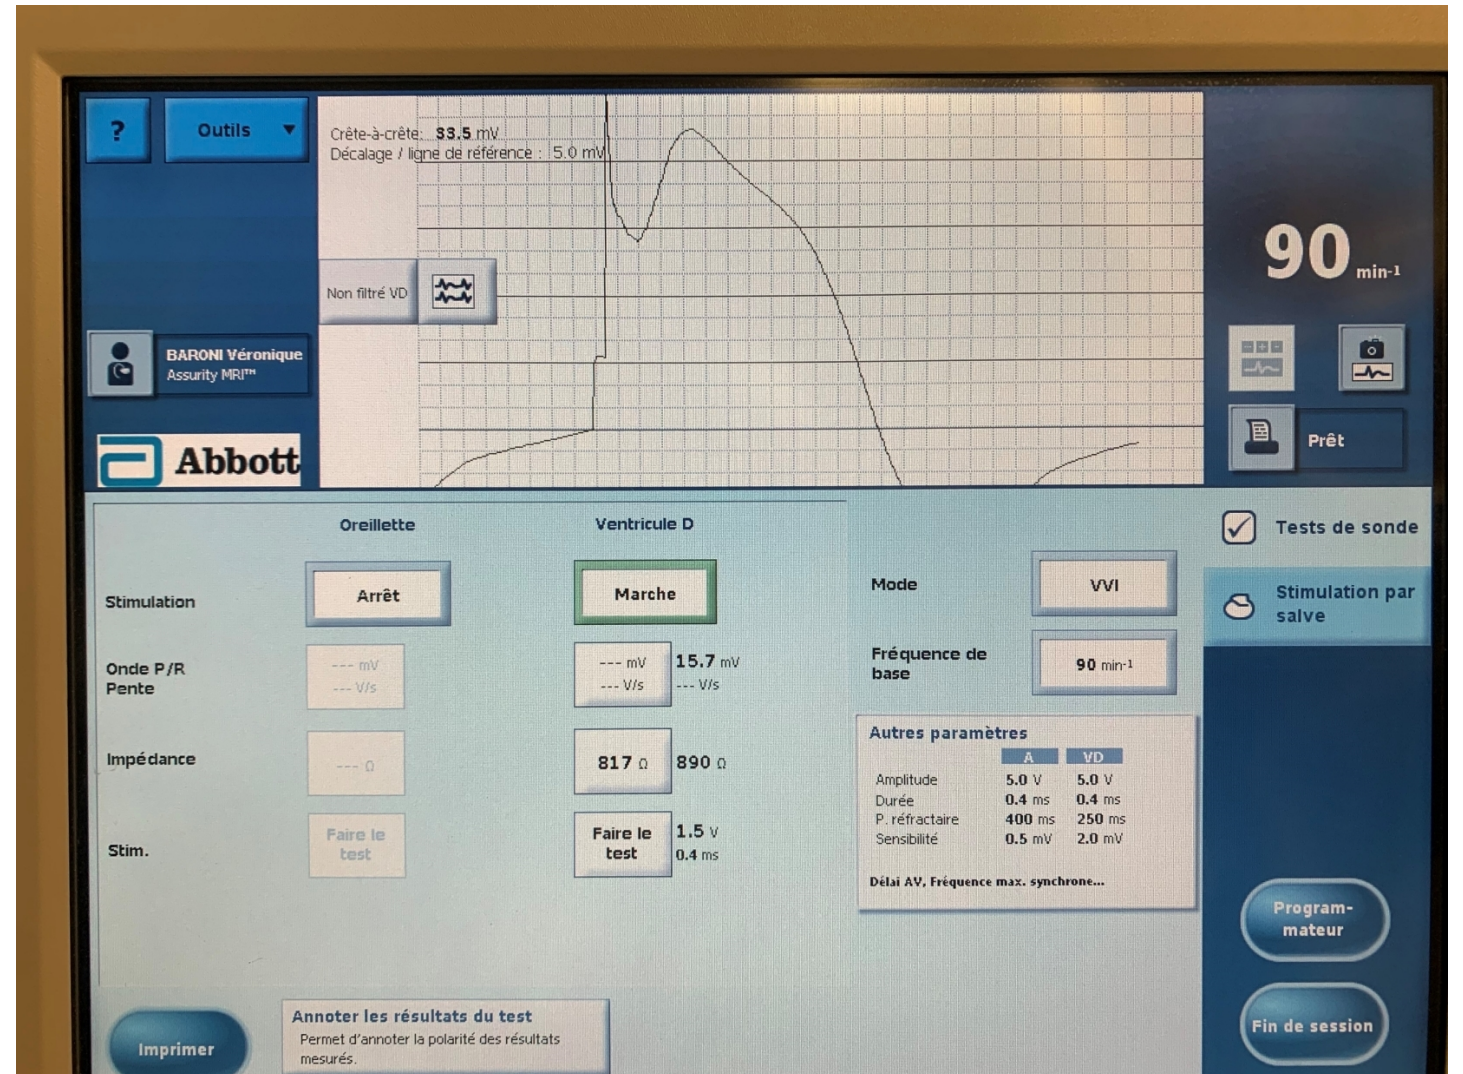 ?
Outils
Crête-à-crête: 33.5 mV
Décalage / ligne de référence : 5.0 mV
Non filtré VD
BARONI Véronique
Assurity MRI™
Abbott
90 min-1
Prêt
Oreillette Ventricule D
Stimulation Arrêt Marche
Onde P/R
Pente
--- mV
--- V/s
--- mV 15.7 mV
--- V/s --- V/s
Impédance --- Ω 817 Ω 890 Ω
Stim. Faire le test Faire le test 1.5 V
0.4 ms
Mode VVI
Fréquence de
base
90 min-1
Autres paramètres
A VD
Amplitude 5.0 V 5.0 V
Durée 0.4 ms 0.4 ms
P. réfractaire 400 ms 250 ms
Sensibilité 0.5 mV 2.0 mV
Délai AV, Fréquence max. synchrone...
Tests de sonde
Stimulation par
salve
Program-
mateur
Fin de session
Imprimer
Annoter les résultats du test
Permet d'annoter la polarité des résultats
mesurés.